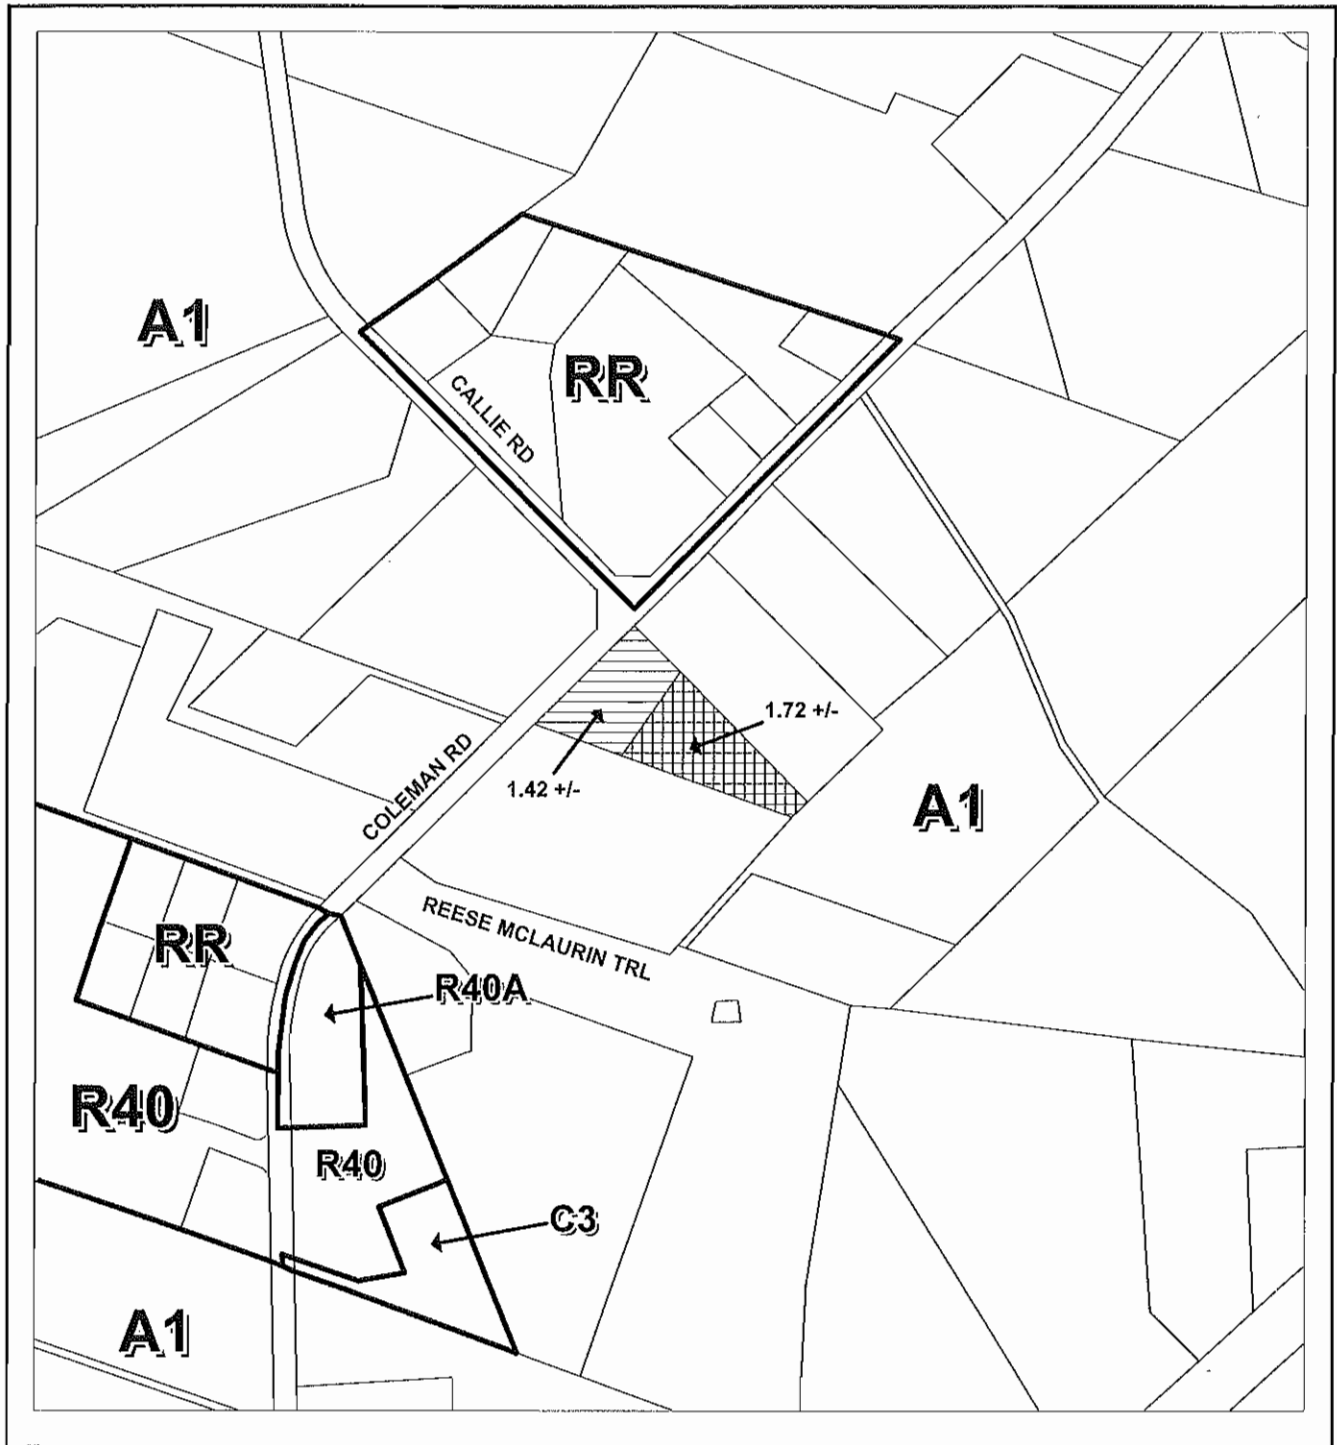 A1
RR
CALLIE RD
1.72 +/-
1.42 +/-
COLEMAN RD
A1
REESE MCLAURIN TRL
RR
R40A
R40
R40
C3
A1